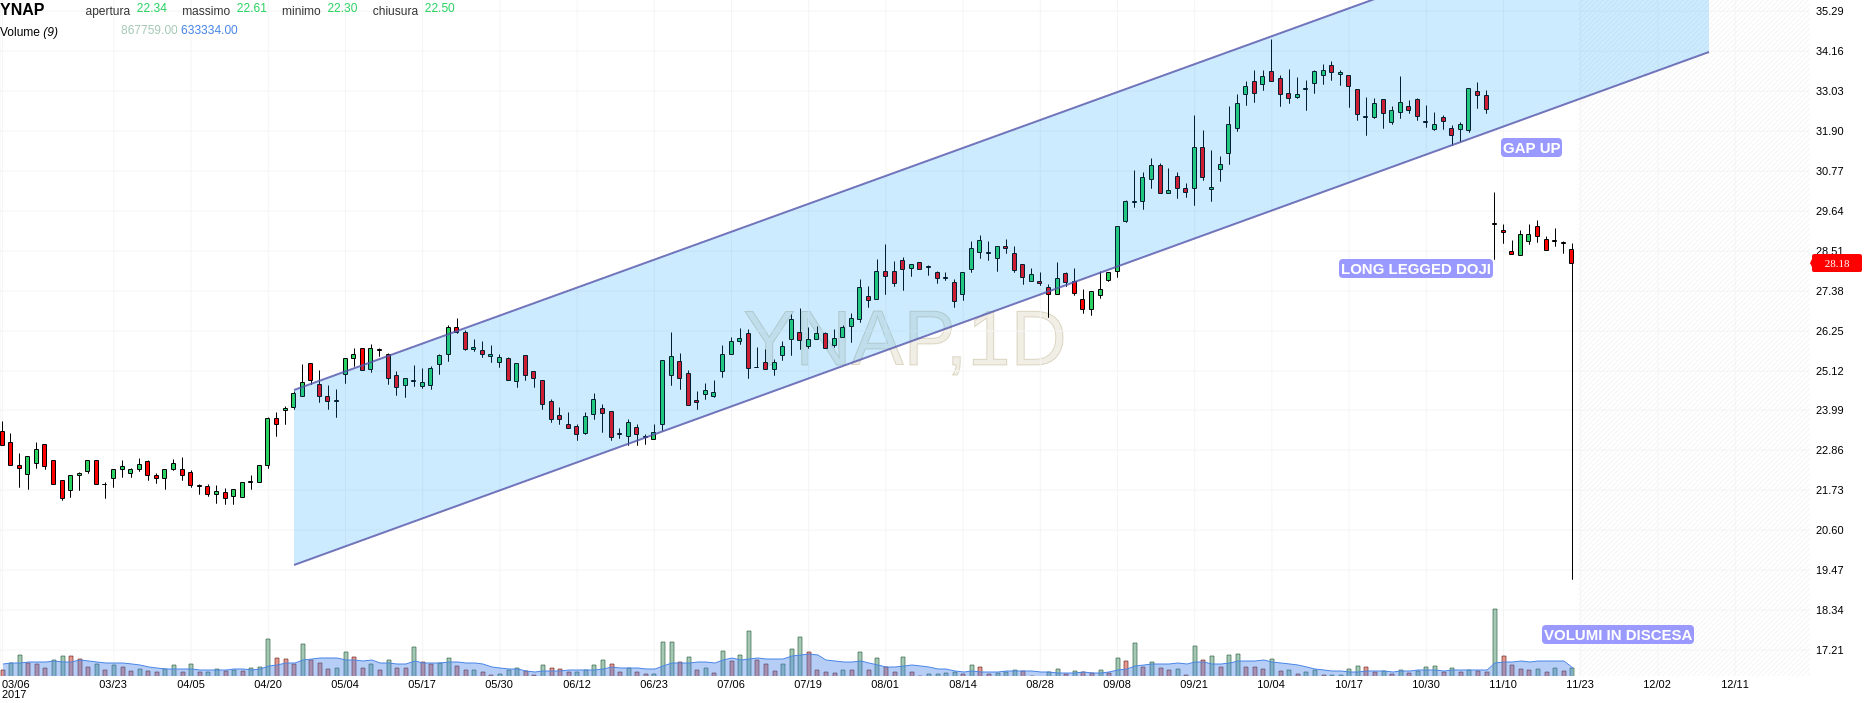 YNAP apertura 22.34 massimo 22.61 minimo 22.30 chiusura 22.50
Volume (9) 867759.00 633334.00
35.29
34.16
33.03
31.90
GAP UP
30.77
29.64
28.51
LONG LEGGED DOJI
28.18
27.38
YNAP,1D
26.25
25.12
23.99
22.86
21.73
20.60
19.47
18.34
VOLUMI IN DISCESA
17.21
03/06 03/23 04/05 04/20 05/04 05/17 05/30 06/12 06/23 07/06 07/19 08/01 08/14 08/28 09/08 09/21 10/04 10/17 10/30 11/10 11/23 12/02 12/11
2017